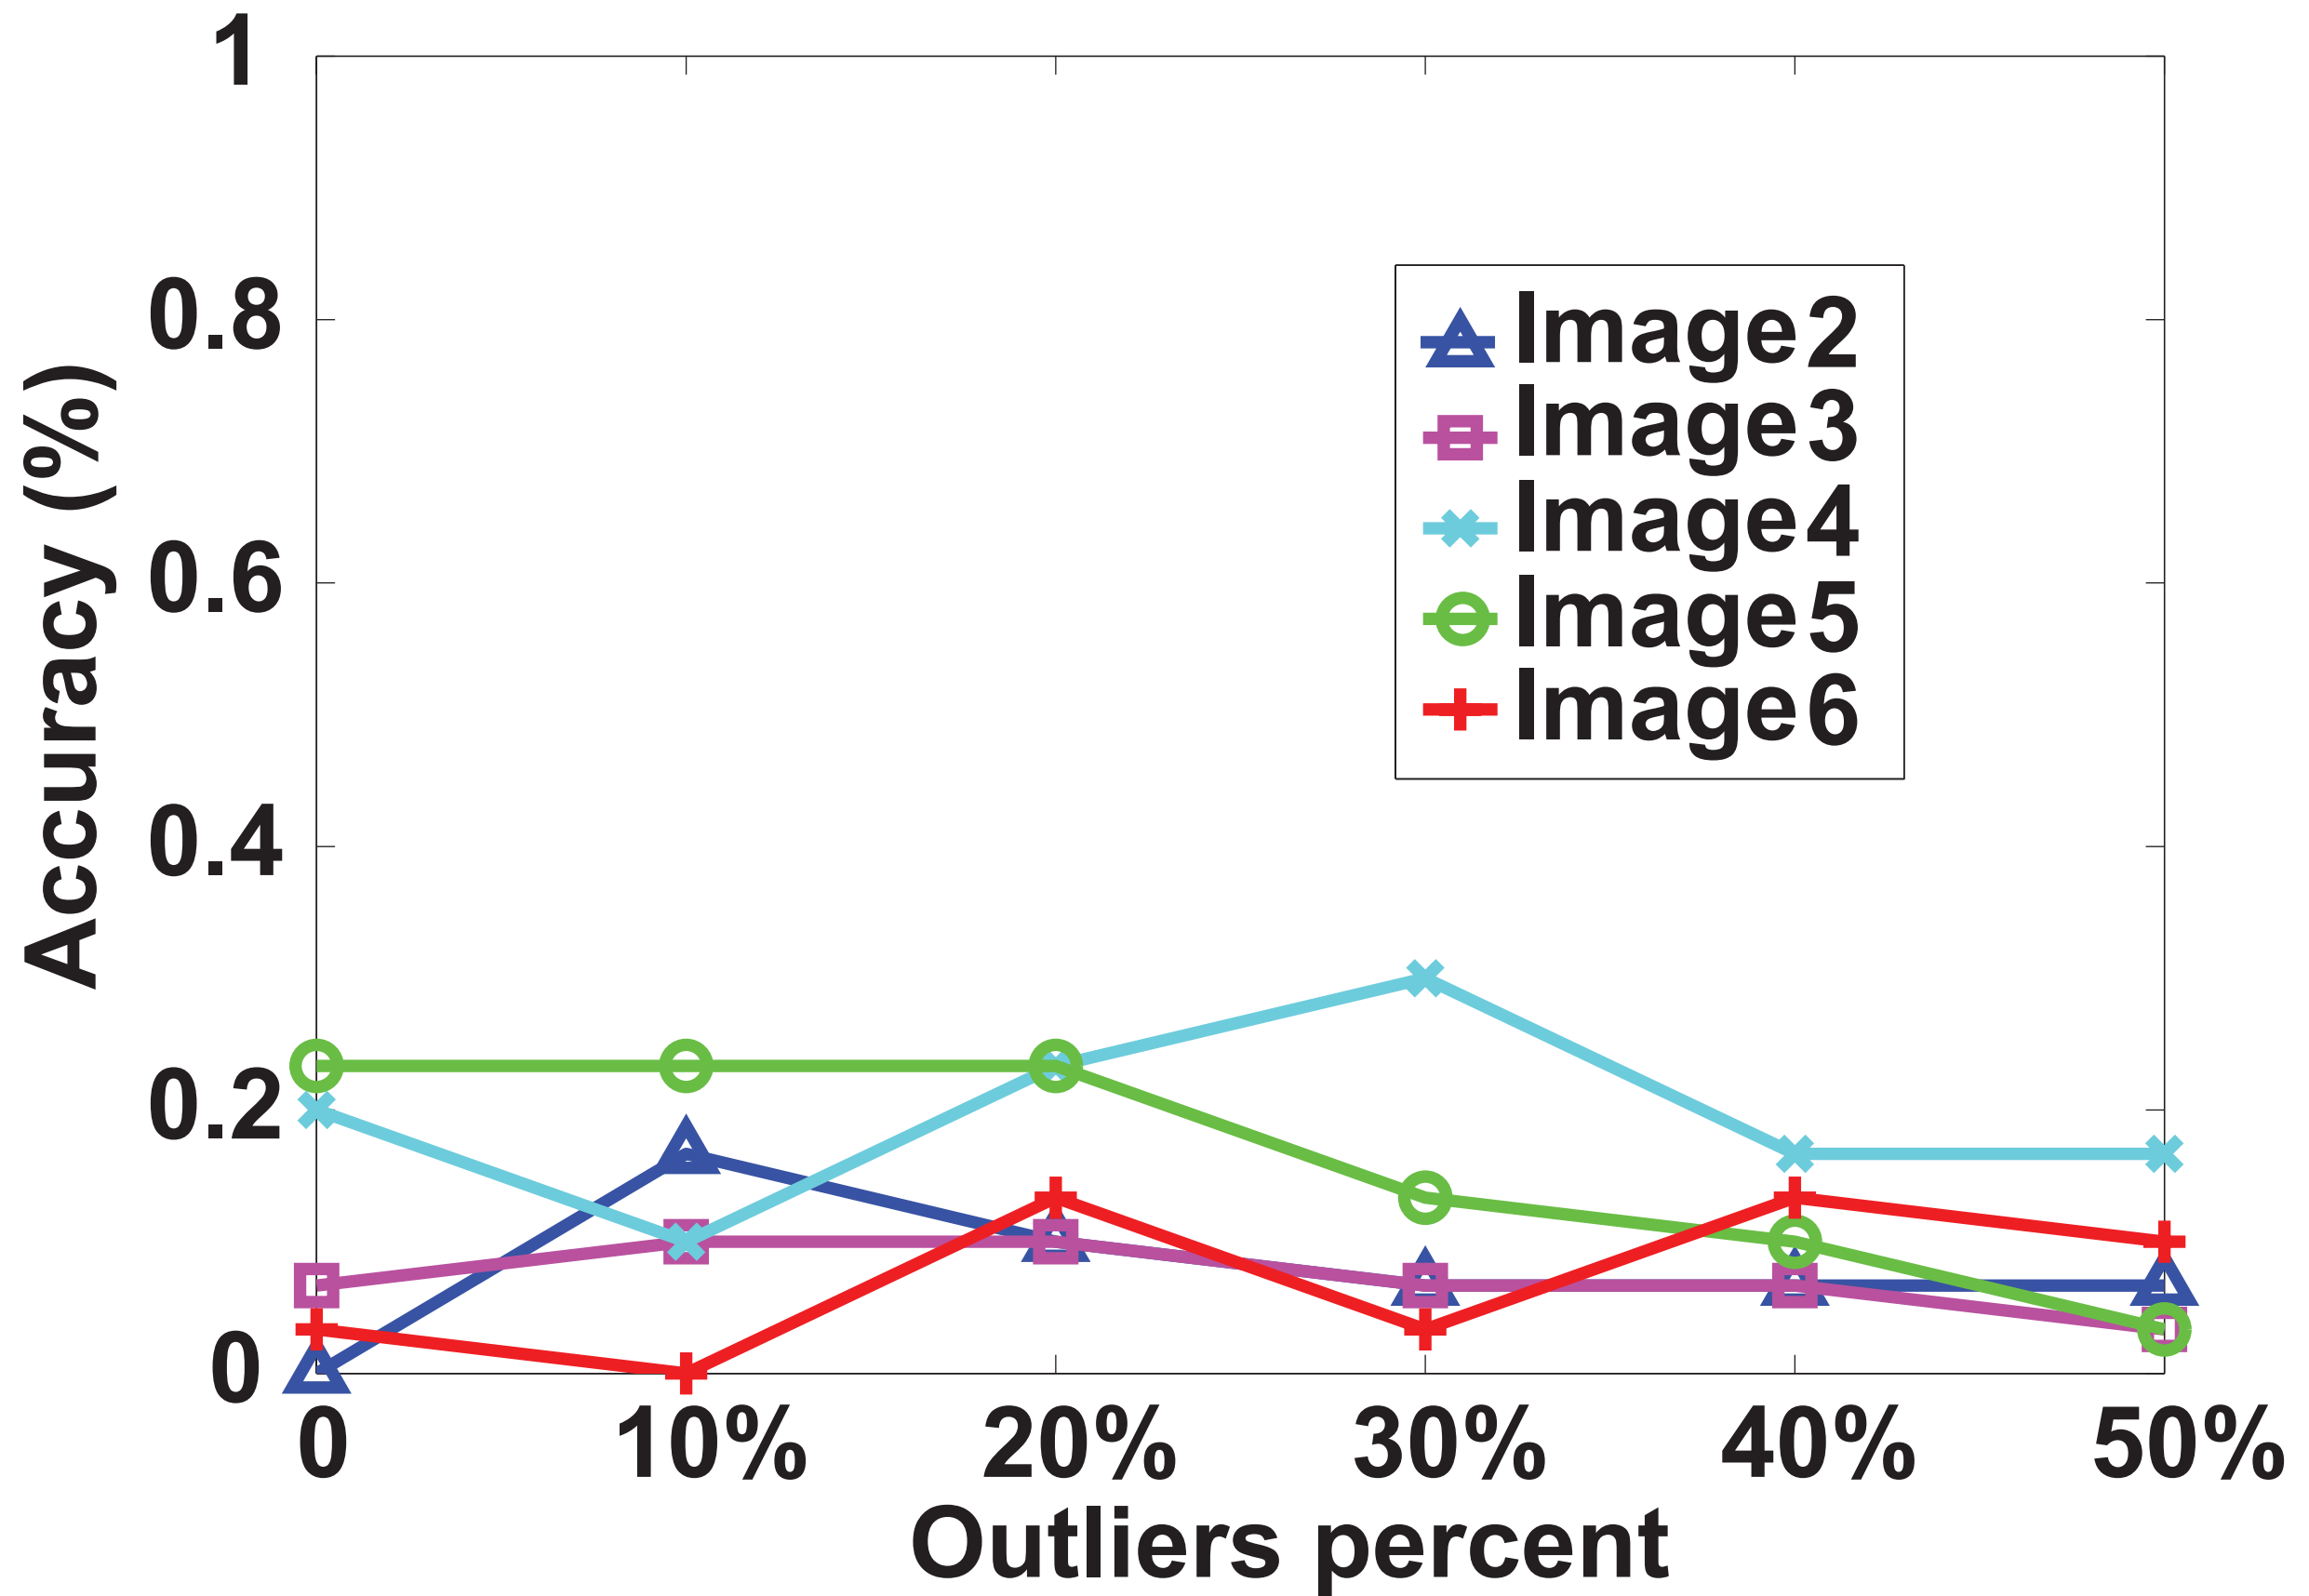 1
0.8
0.6
0.4
0.2
0
Accuracy (%)
Image2
Image3
Image4
Image5
Image6
0 10% 20% 30% 40% 50%
Outliers percent